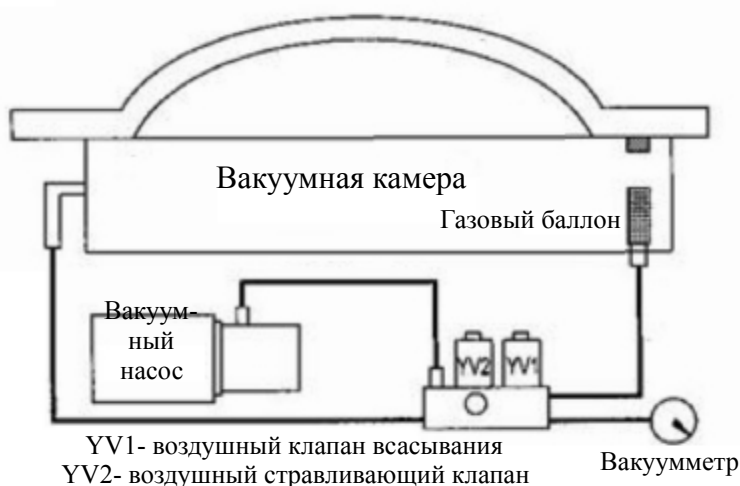 Вакуумная камера
Газовый баллон
Вакуум-
ный
насос
YV2
YV1
YV1- воздушный клапан всасывания
YV2- воздушный стравливающий клапан
Вакуумметр